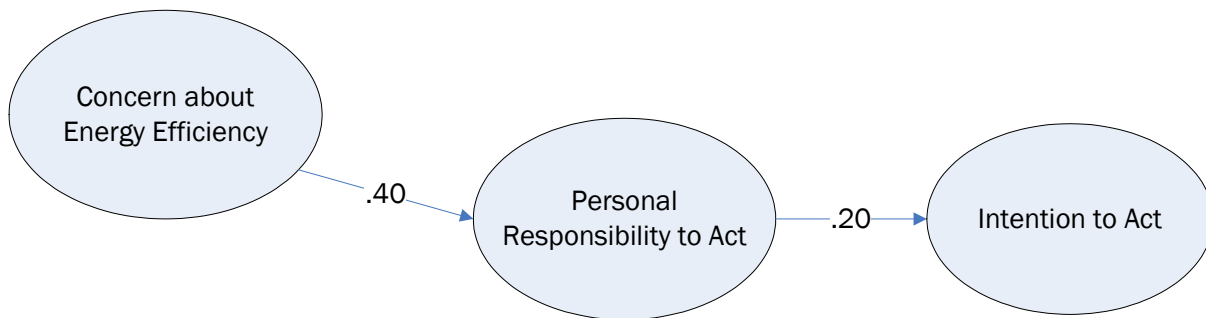 Concern about
Energy Efficiency
.40
Personal
Responsibility to Act
.20
Intention to Act